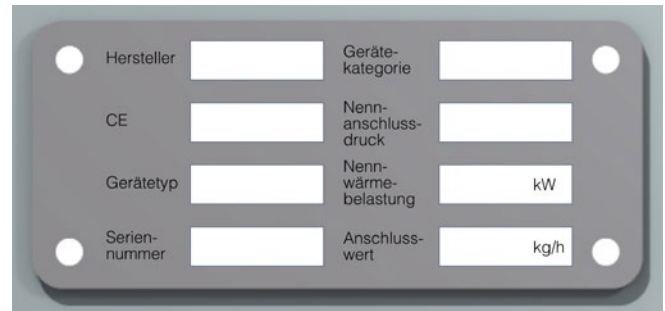 Hersteller
Geräte-
kategorie
CE
Nenn-
anschluss-
druck
Gerätetyp
Nenn-
wärme-
belastung
kW
Serien-
nummer
Anschluss-
wert
kg/h